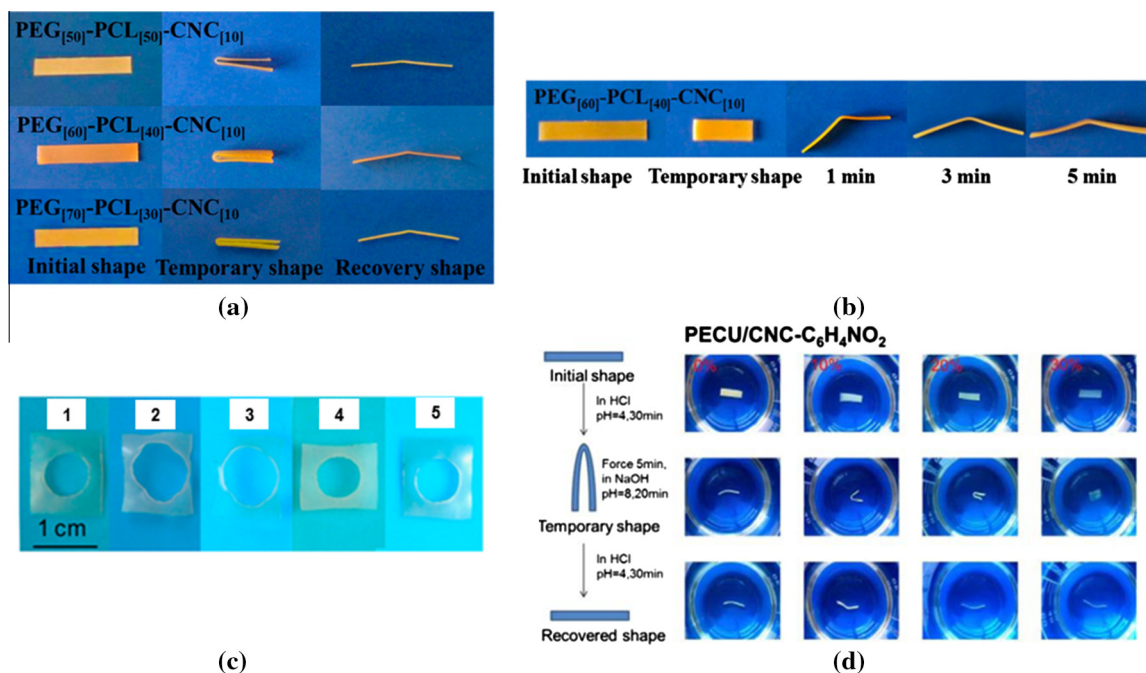 PEG[50]-PCL[50]-CNC[10]
PEG[60]-PCL[40]-CNC[10]
PEG[70]-PCL[30]-CNC[10
Initial shape Temporary shape Recovery shape
(a)
PEG[60]-PCL[40]-CNC[10]
Initial shape Temporary shape 1 min 3 min 5 min
(b)
1 2 3 4 5
1 cm
(c)
PECU/CNC-C6H4NO2
0% 10% 20% 30%
Initial shape
In HCl
pH=4,30min
Force 5min,
in NaOH
pH=8,20min
Temporary shape
In HCl
pH=4,30min
Recovered shape
(d)